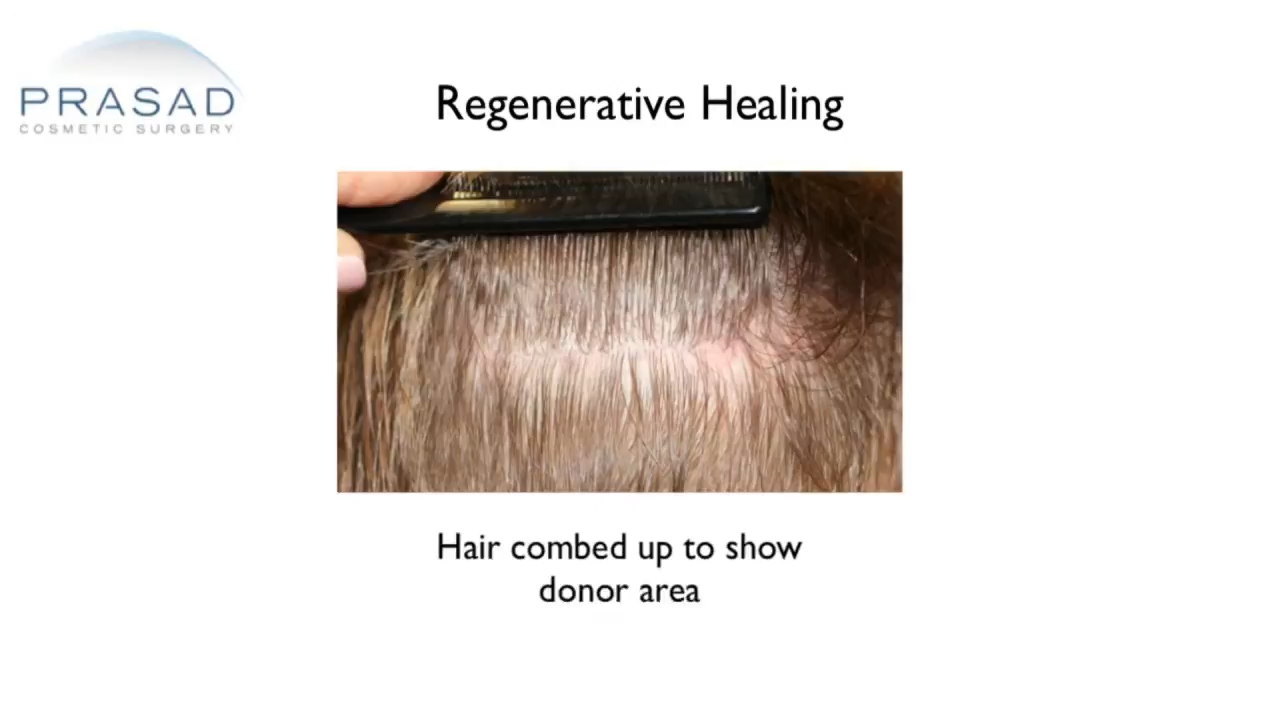 PRASAD
COSMETIC SURGERY
Regenerative Healing
Hair combed up to show
donor area